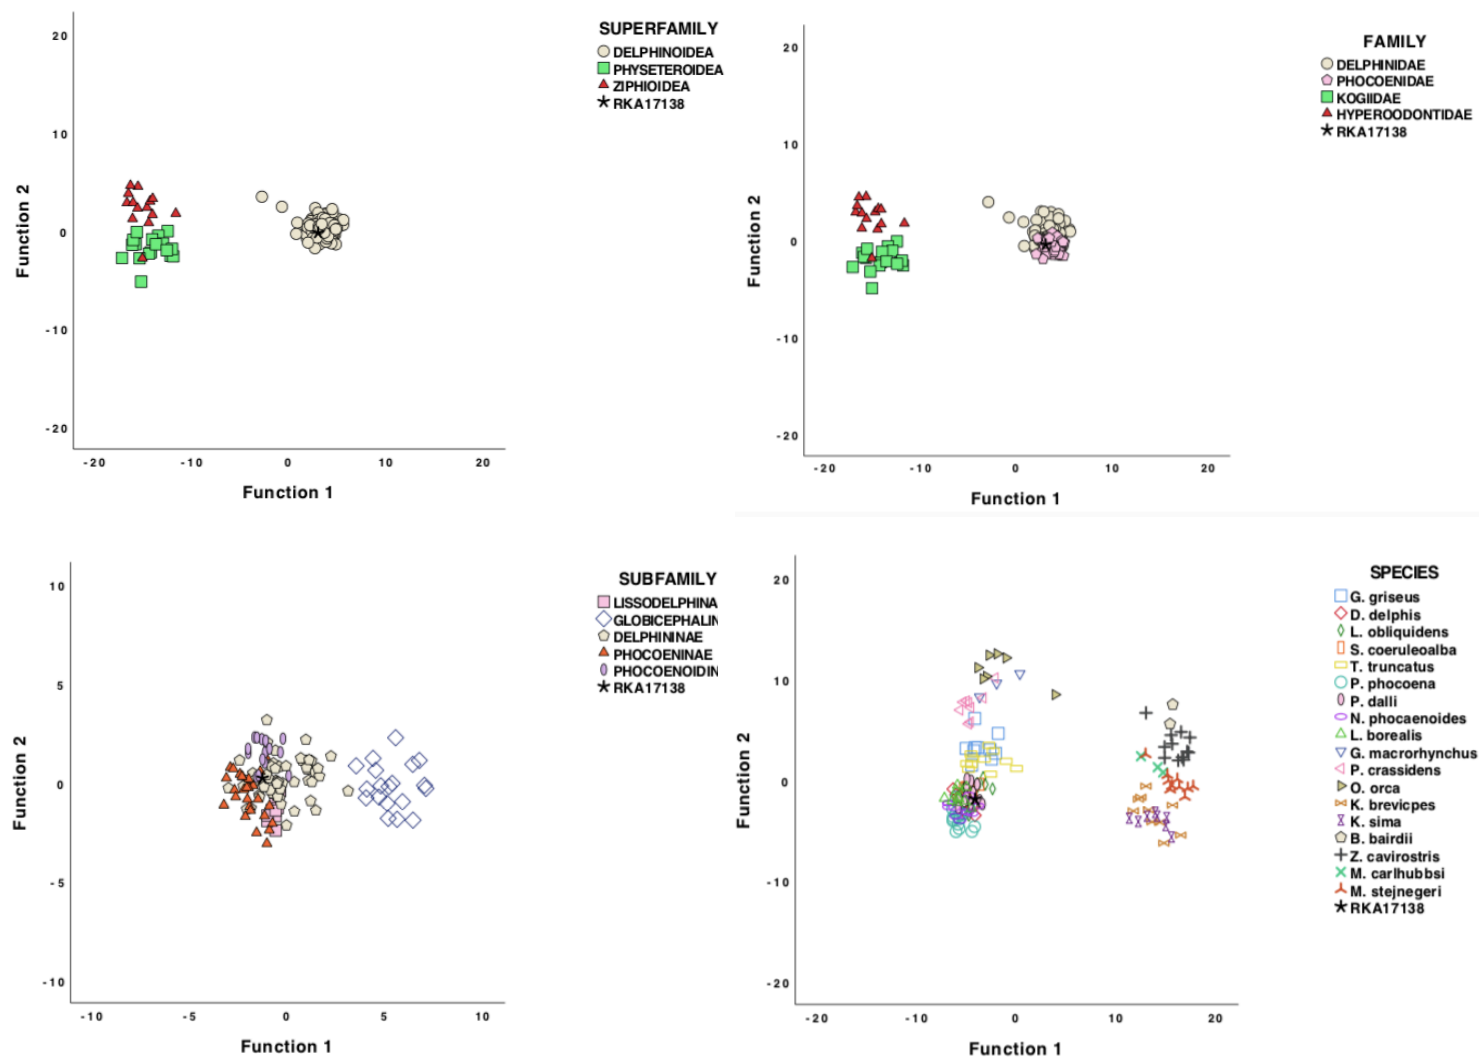 SUPERFAMILY
DELPHINOIDEA
PHYSETEROIDEA
ZIPHIOIDEA
RKA17138
20
10
0
-10
-20
Function 2
-20 -10 0 10 20
Function 1
FAMILY
DELPHINIDAE
PHOCOENIDAE
KOGIIDAE
HYPEROODONTIDAE
RKA17138
20
10
0
-10
-20
Function 2
-20 -10 0 10 20
Function 1
SUBFAMILY
LISSODELPHINA
GLOBICEPHALIN
DELPHININAE
PHOCOENINAE
PHOCOENOIDIN
RKA17138
10
5
0
-5
-10
Function 2
-10 -5 0 5 10
Function 1
SPECIES
G. griseus
D. delphis
L. obliquidens
S. coeruleoalba
T. truncatus
P. phocoena
P. dalli
N. phocaenoides
L. borealis
G. macrorhynchus
P. crassidens
O. orca
K. brevicpes
K. sima
B. bairdii
Z. cavirostris
M. carlhubbsi
M. stejnegeri
RKA17138
20
10
0
-10
-20
Function 2
-20 -10 0 10 20
Function 1